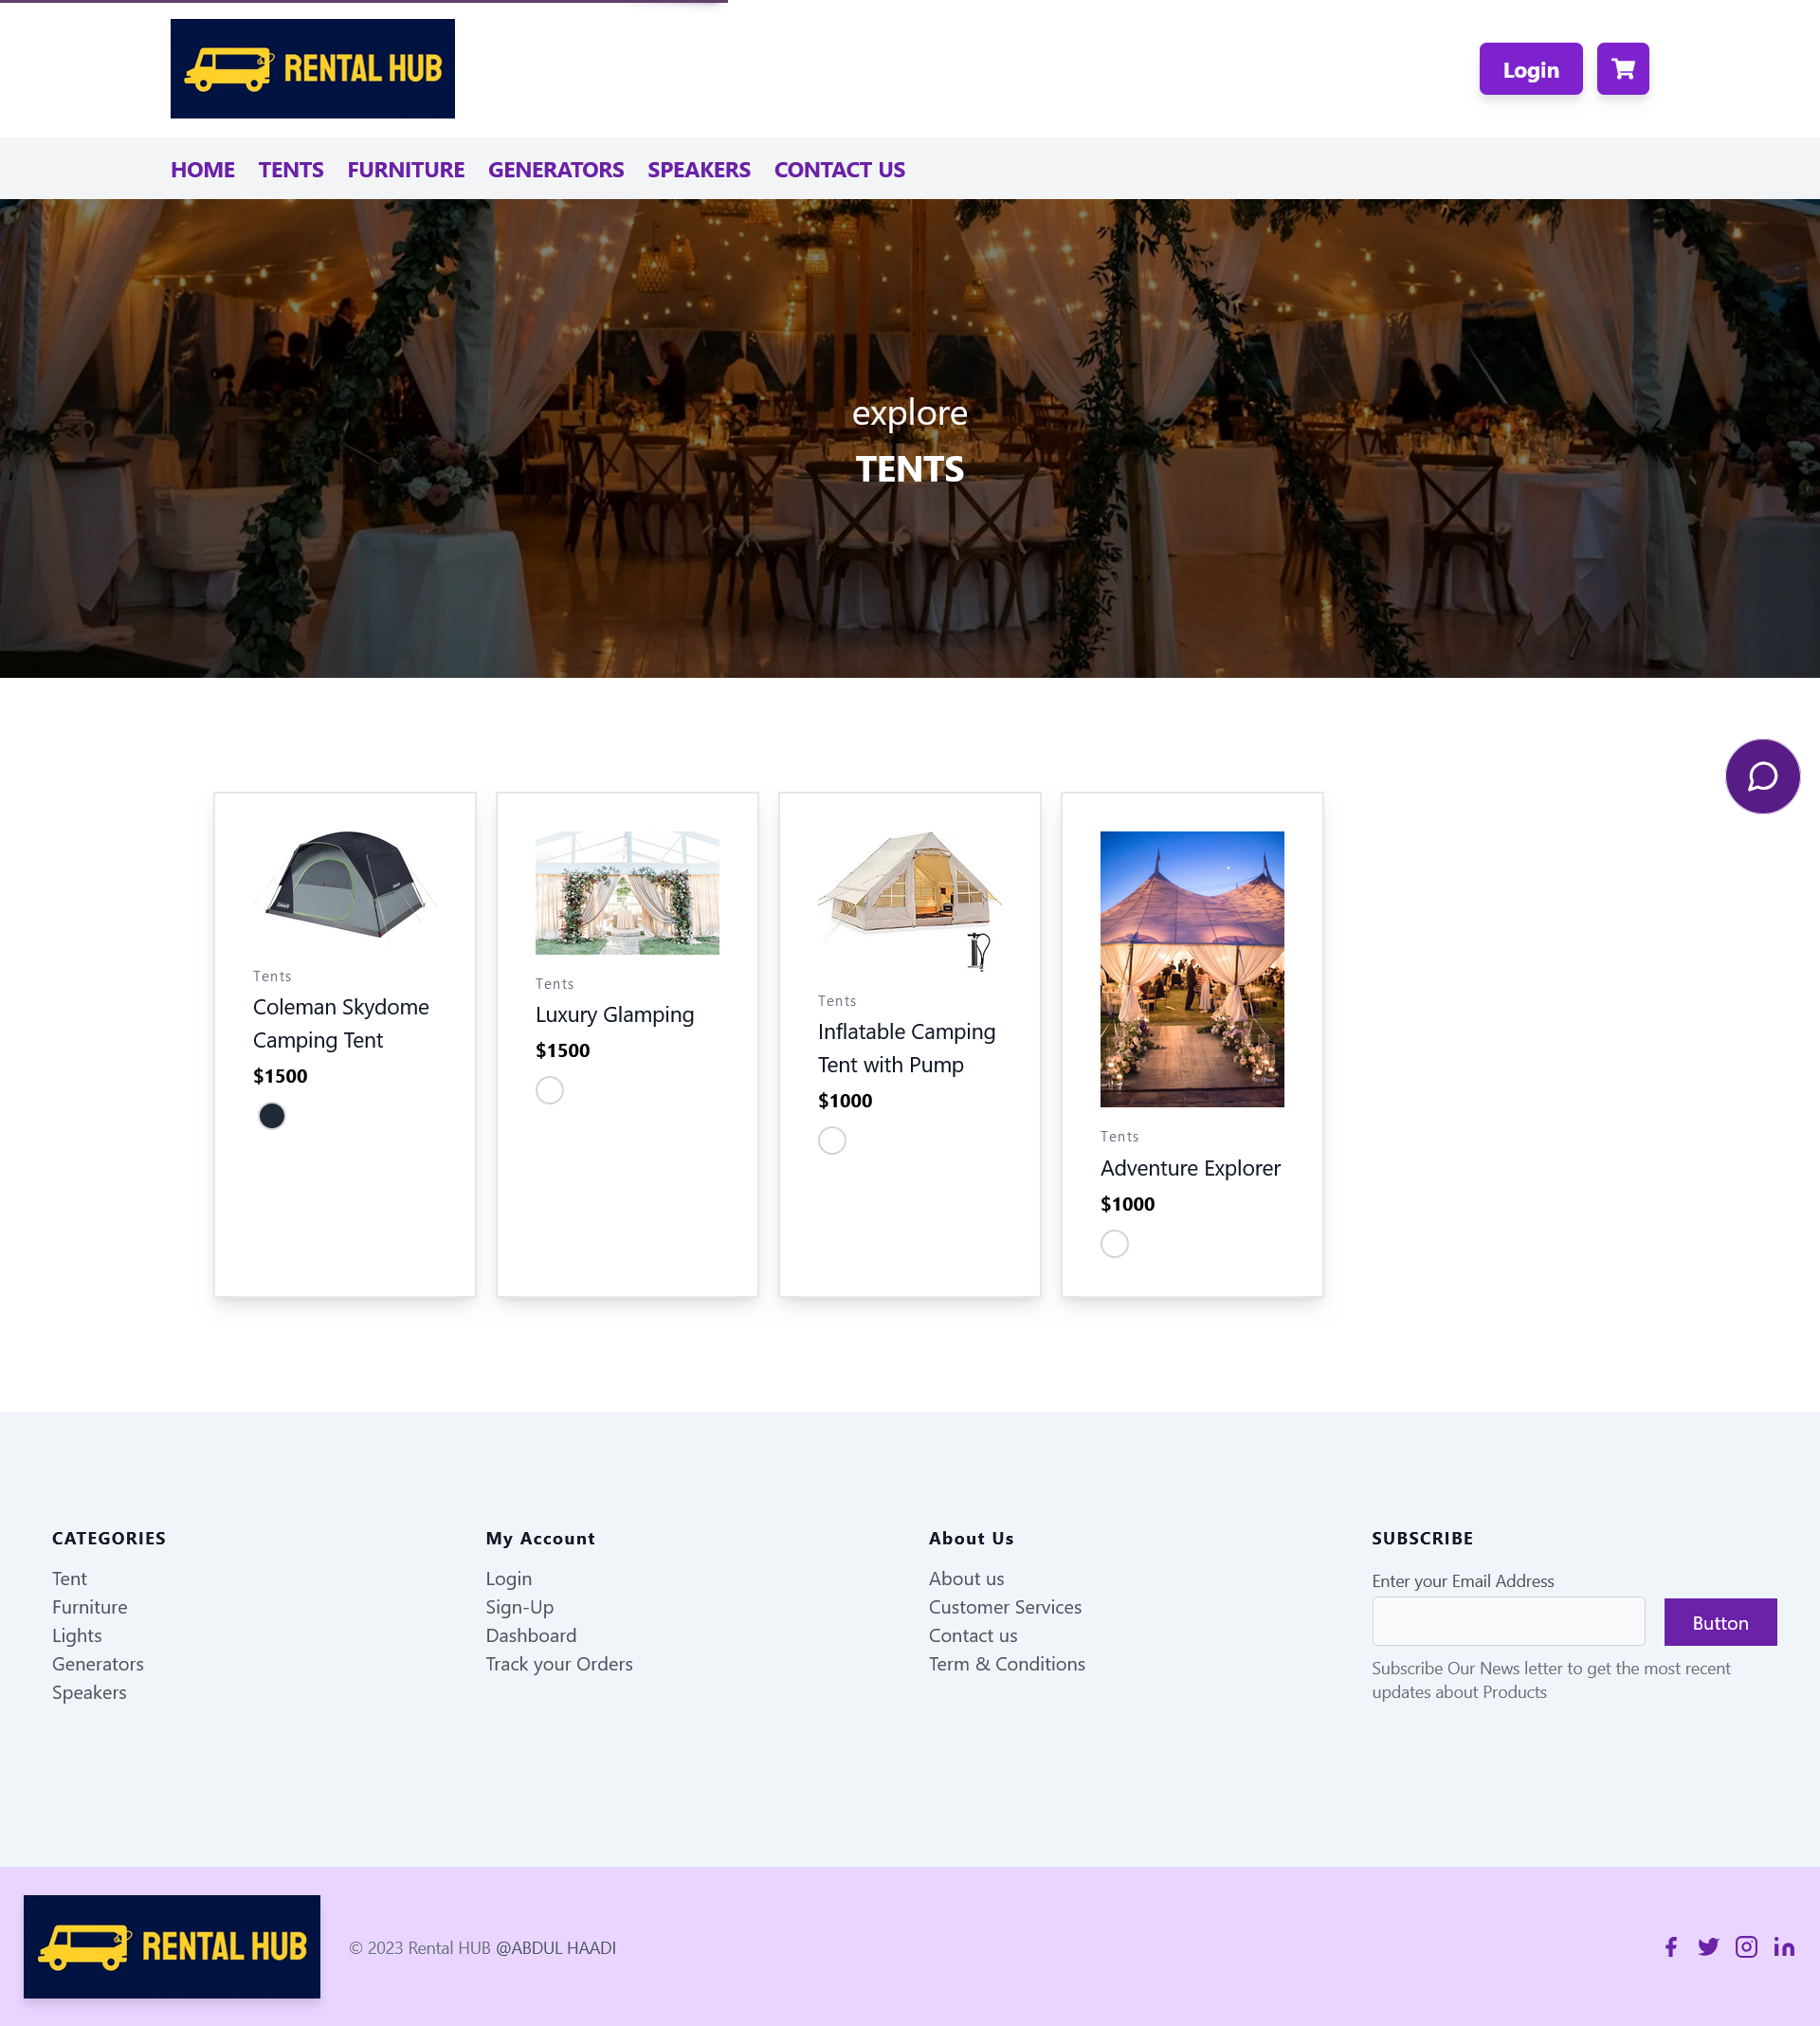 RENTAL HUB
Login
HOME TENTS FURNITURE GENERATORS SPEAKERS CONTACT US
explore
TENTS
Tents
Coleman Skydome
Camping Tent
$1500
Tents
Luxury Glamping
$1500
Tents
Inflatable Camping
Tent with Pump
$1000
Tents
Adventure Explorer
$1000
CATEGORIES
Tent
Furniture
Lights
Generators
Speakers
My Account
Login
Sign-Up
Dashboard
Track your Orders
About Us
About us
Customer Services
Contact us
Term & Conditions
SUBSCRIBE
Enter your Email Address
Button
Subscribe Our News letter to get the most recent
updates about Products
RENTAL HUB
© 2023 Rental HUB @ABDUL HAADI